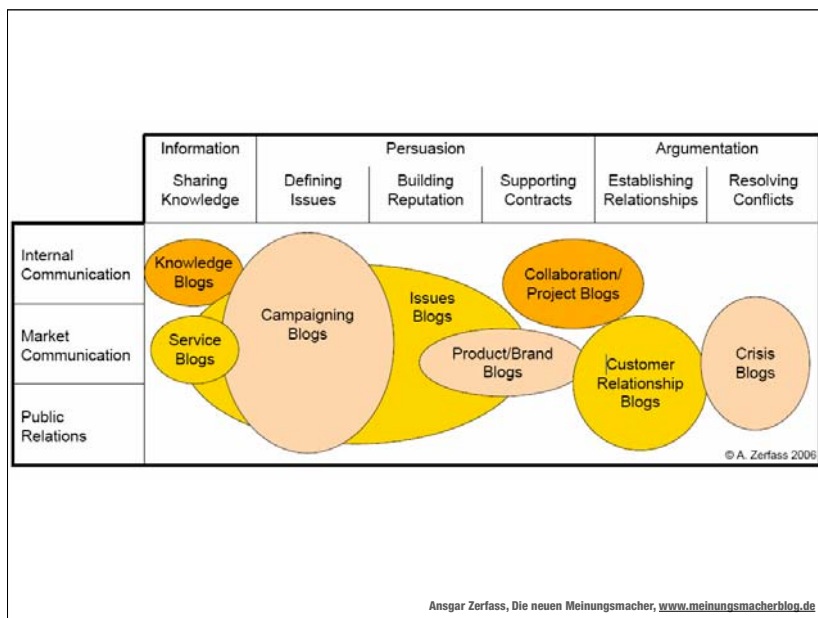 Information
Persuasion
Argumentation
Sharing
Knowledge
Defining
Issues
Building
Reputation
Supporting
Contracts
Establishing
Relationships
Resolving
Conflicts
Internal
Communication
Knowledge
Blogs
Collaboration/
Project Blogs
Issues
Blogs
Campaigning
Blogs
Market
Communication
Service
Blogs
Product/Brand
Blogs
Customer
Relationship
Blogs
Crisis
Blogs
Public
Relations
© A. Zerfass 2006
Ansgar Zerfass, Die neuen Meinungsmacher, www.meinungsmacherblog.de